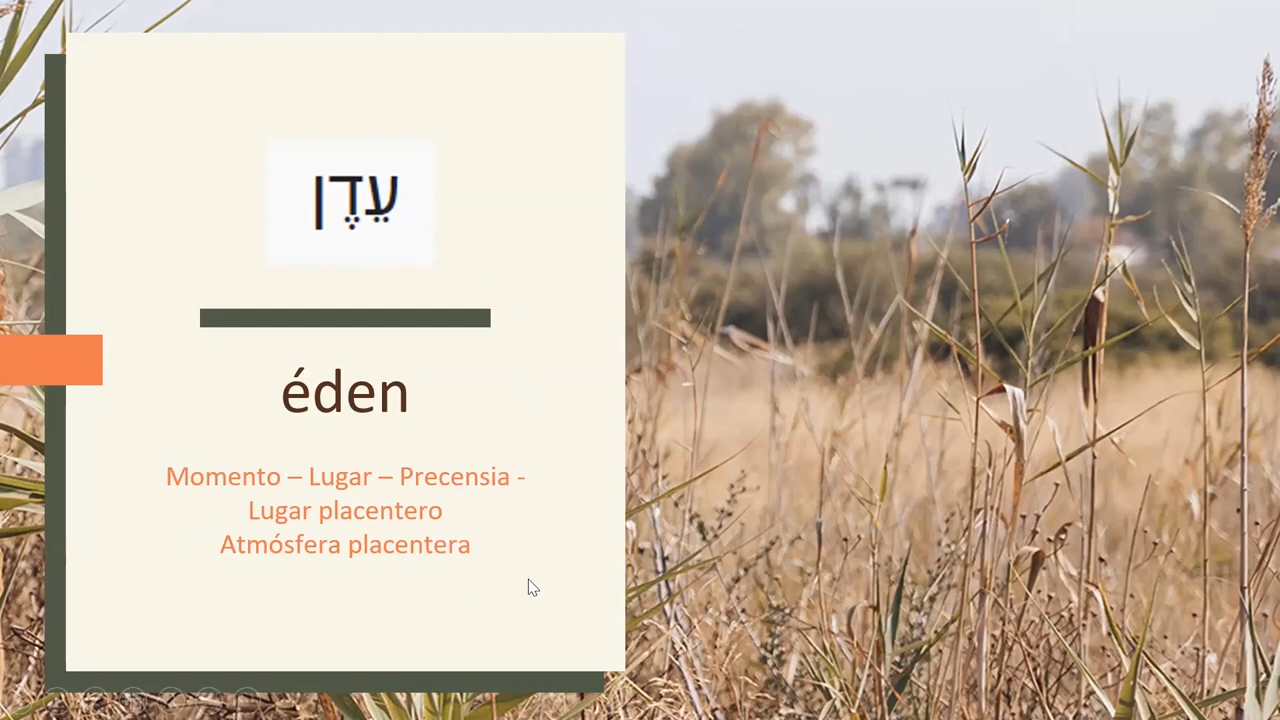 עֵדֶן
éden
Momento – Lugar – Precensia -
Lugar placentero
Atmósfera placentera